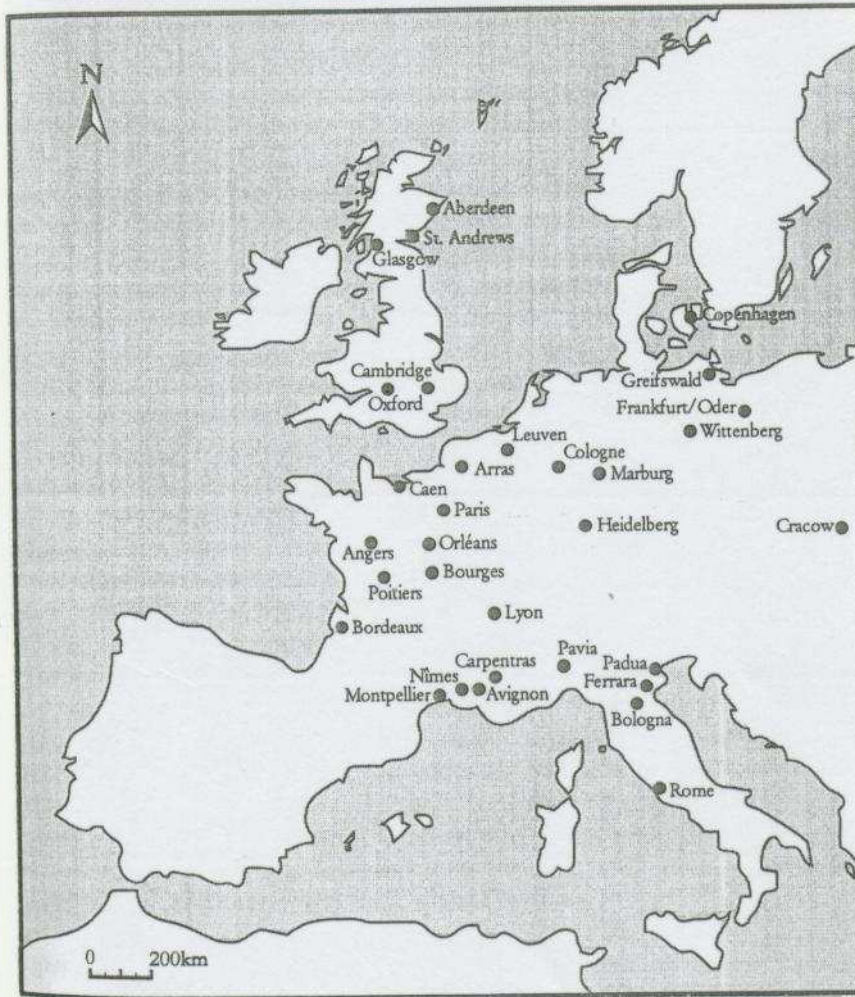 N
Aberdeen
St. Andrews
Glasgow
Copenhagen
Cambridge
Oxford
Greifswald
Frankfurt/Oder
Wittenberg
Leuven
Cologne
Arras
Marburg
Caen
Paris
Heidelberg
Cracow
Angers
Orléans
Bourges
Poitiers
Lyon
Bordeaux
Pavia
Padua
Carpentras
Nîmes
Ferrara
Montpellier
Avignon
Bologna
Rome
0 200km